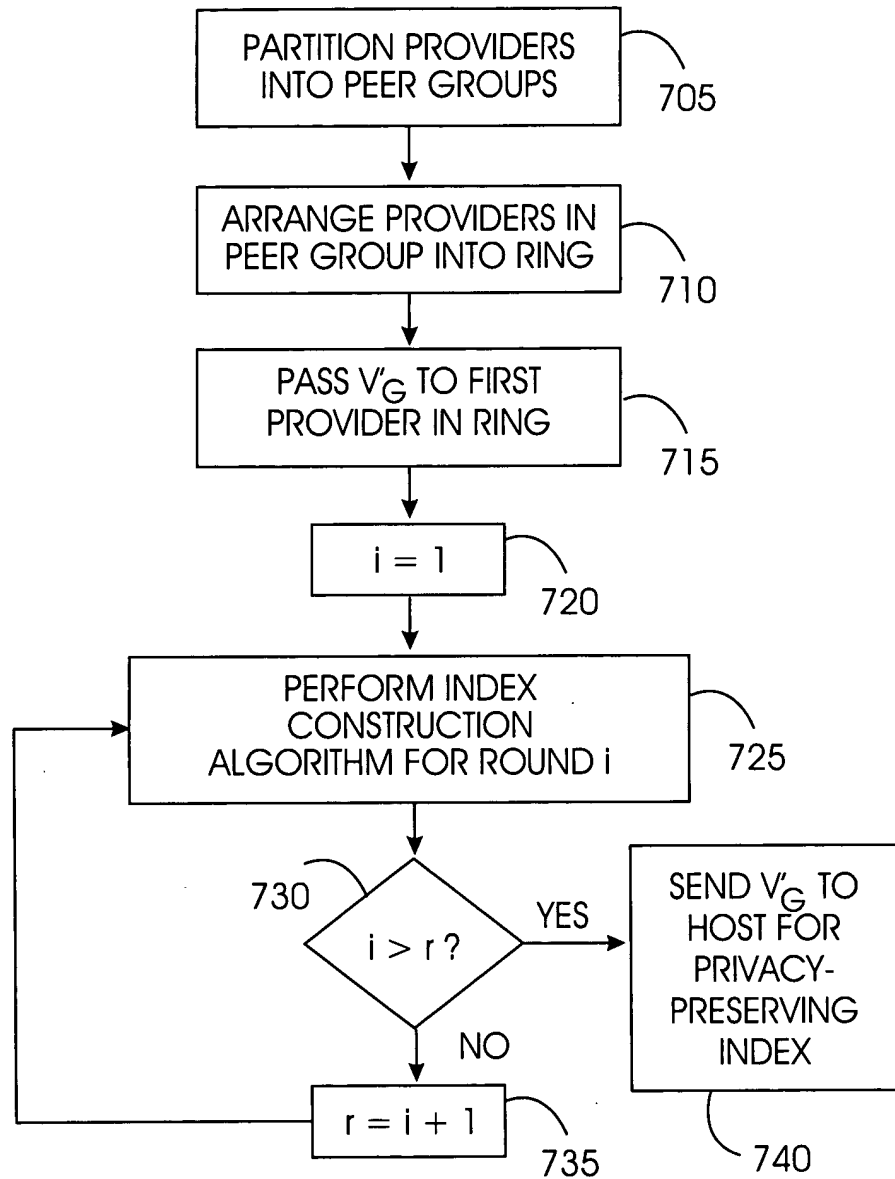 PARTITION PROVIDERS
INTO PEER GROUPS
705
ARRANGE PROVIDERS IN
PEER GROUP INTO RING
710
PASS V'G TO FIRST
PROVIDER IN RING
715
i = 1
720
PERFORM INDEX
CONSTRUCTION
ALGORITHM FOR ROUND i
725
730
i > r ?
YES
NO
SEND V'G TO
HOST FOR
PRIVACY-
PRESERVING
INDEX
740
r = i + 1
735